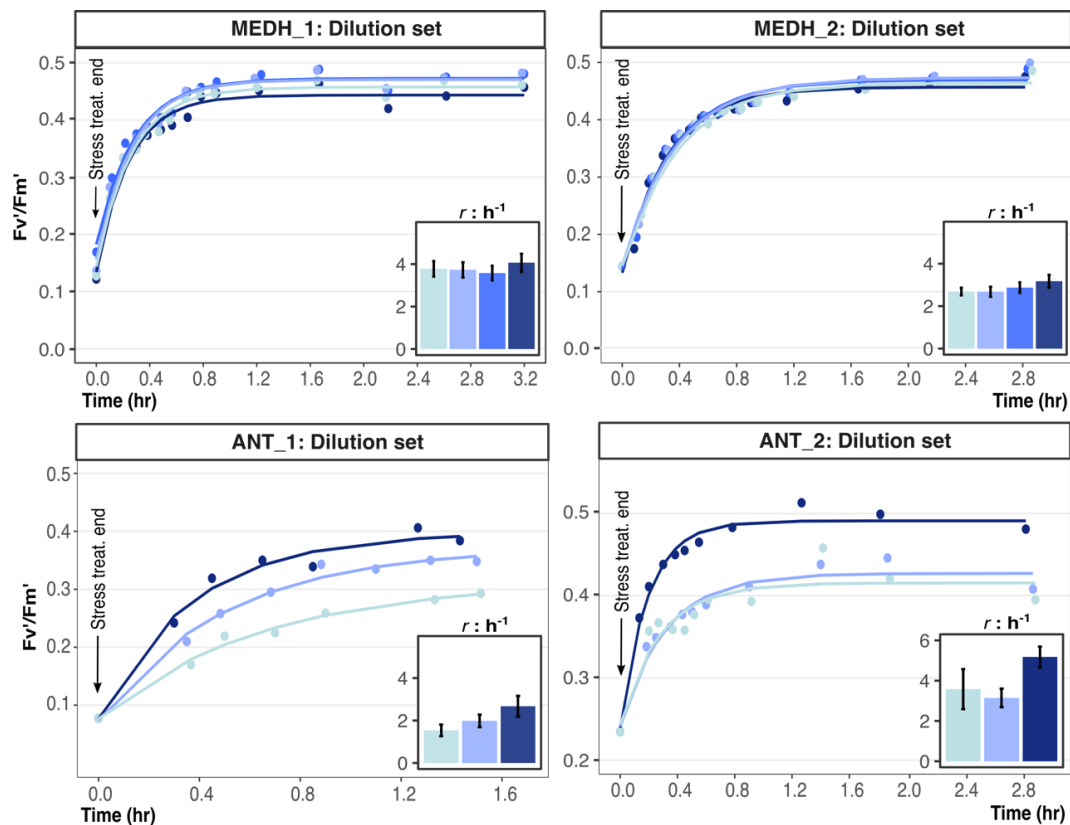 MEDH_1: Dilution set
0.5
0.4
0.3
0.2
0.1
0.0
Fv'/Fm'
Stress treat. end
r : h-1
4
2
0
0.0 0.4 0.8 1.2 1.6 2.0 2.4 2.8 3.2
Time (hr)
MEDH_2: Dilution set
0.5
0.4
0.3
0.2
0.1
0.0
Stress treat. end
r : h-1
4
2
0
0.0 0.4 0.8 1.2 1.6 2.0 2.4 2.8
Time (hr)
ANT_1: Dilution set
0.5
0.4
0.3
0.2
0.1
Fv'/Fm'
Stress treat. end
r : h-1
4
2
0
0.0 0.4 0.8 1.2 1.6
Time (hr)
ANT_2: Dilution set
0.5
0.4
0.3
0.2
Stress treat. end
r : h-1
6
4
2
0
0.0 0.4 0.8 1.2 1.6 2.0 2.4 2.8
Time (hr)